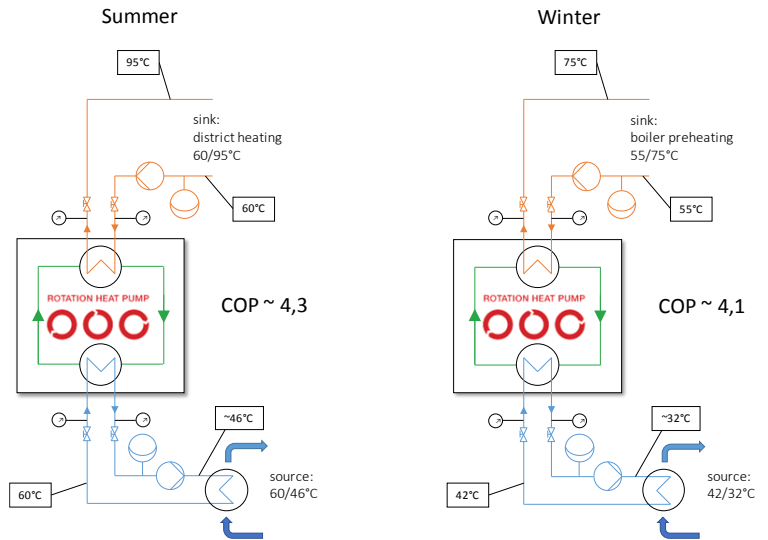 Summer
95°C
sink:
district heating
60/95°C
60°C
ROTATION HEAT PUMP
COP ~ 4,3
~46°C
60°C
source:
60/46°C
Winter
75°C
sink:
boiler preheating
55/75°C
55°C
ROTATION HEAT PUMP
COP ~ 4,1
~32°C
42°C
source:
42/32°C